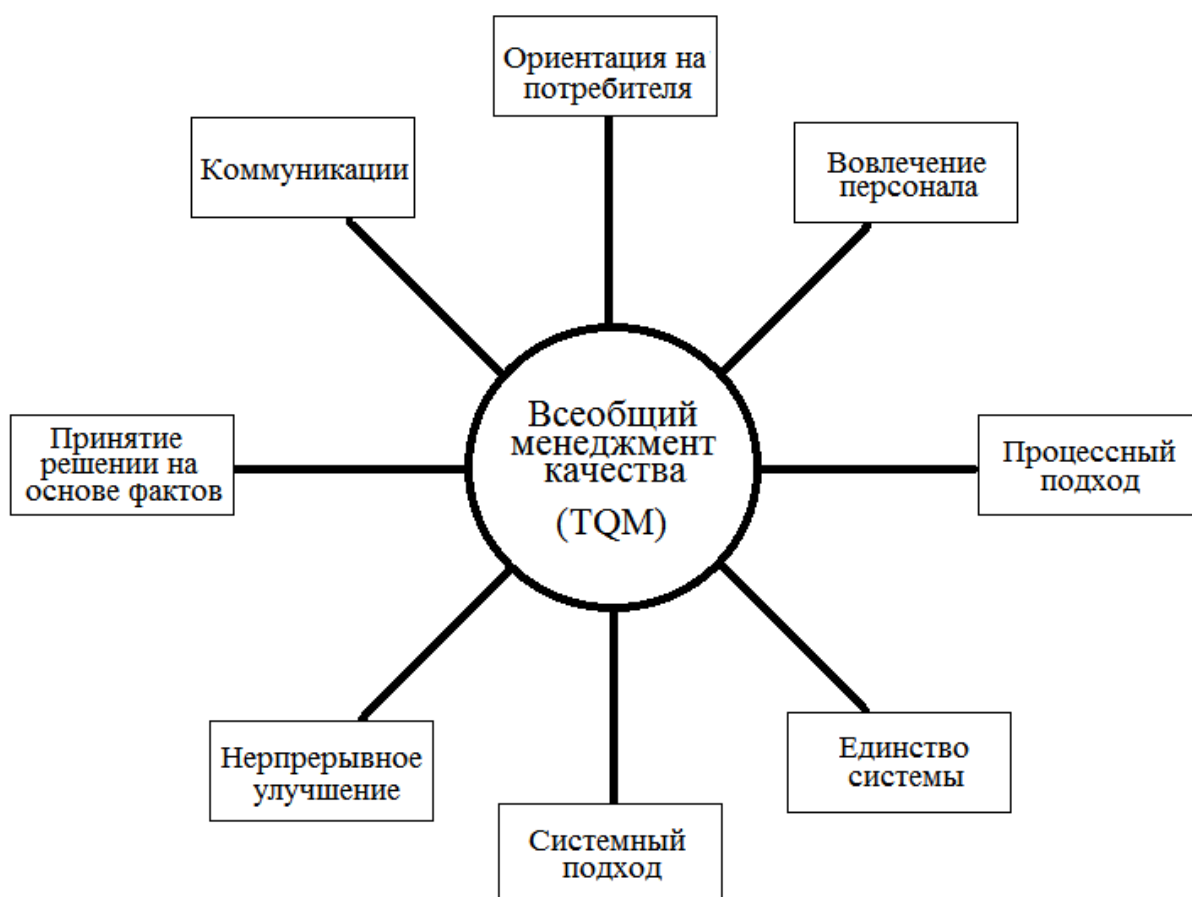 Ориентация на
потребителя
Коммуникации
Вовлечение
персонала
Всеобщий
менеджмент
качества
(TQM)
Принятие
решении на
основе фактов
Процессный
подход
Нерпрерывное
улучшение
Единство
системы
Системный
подход